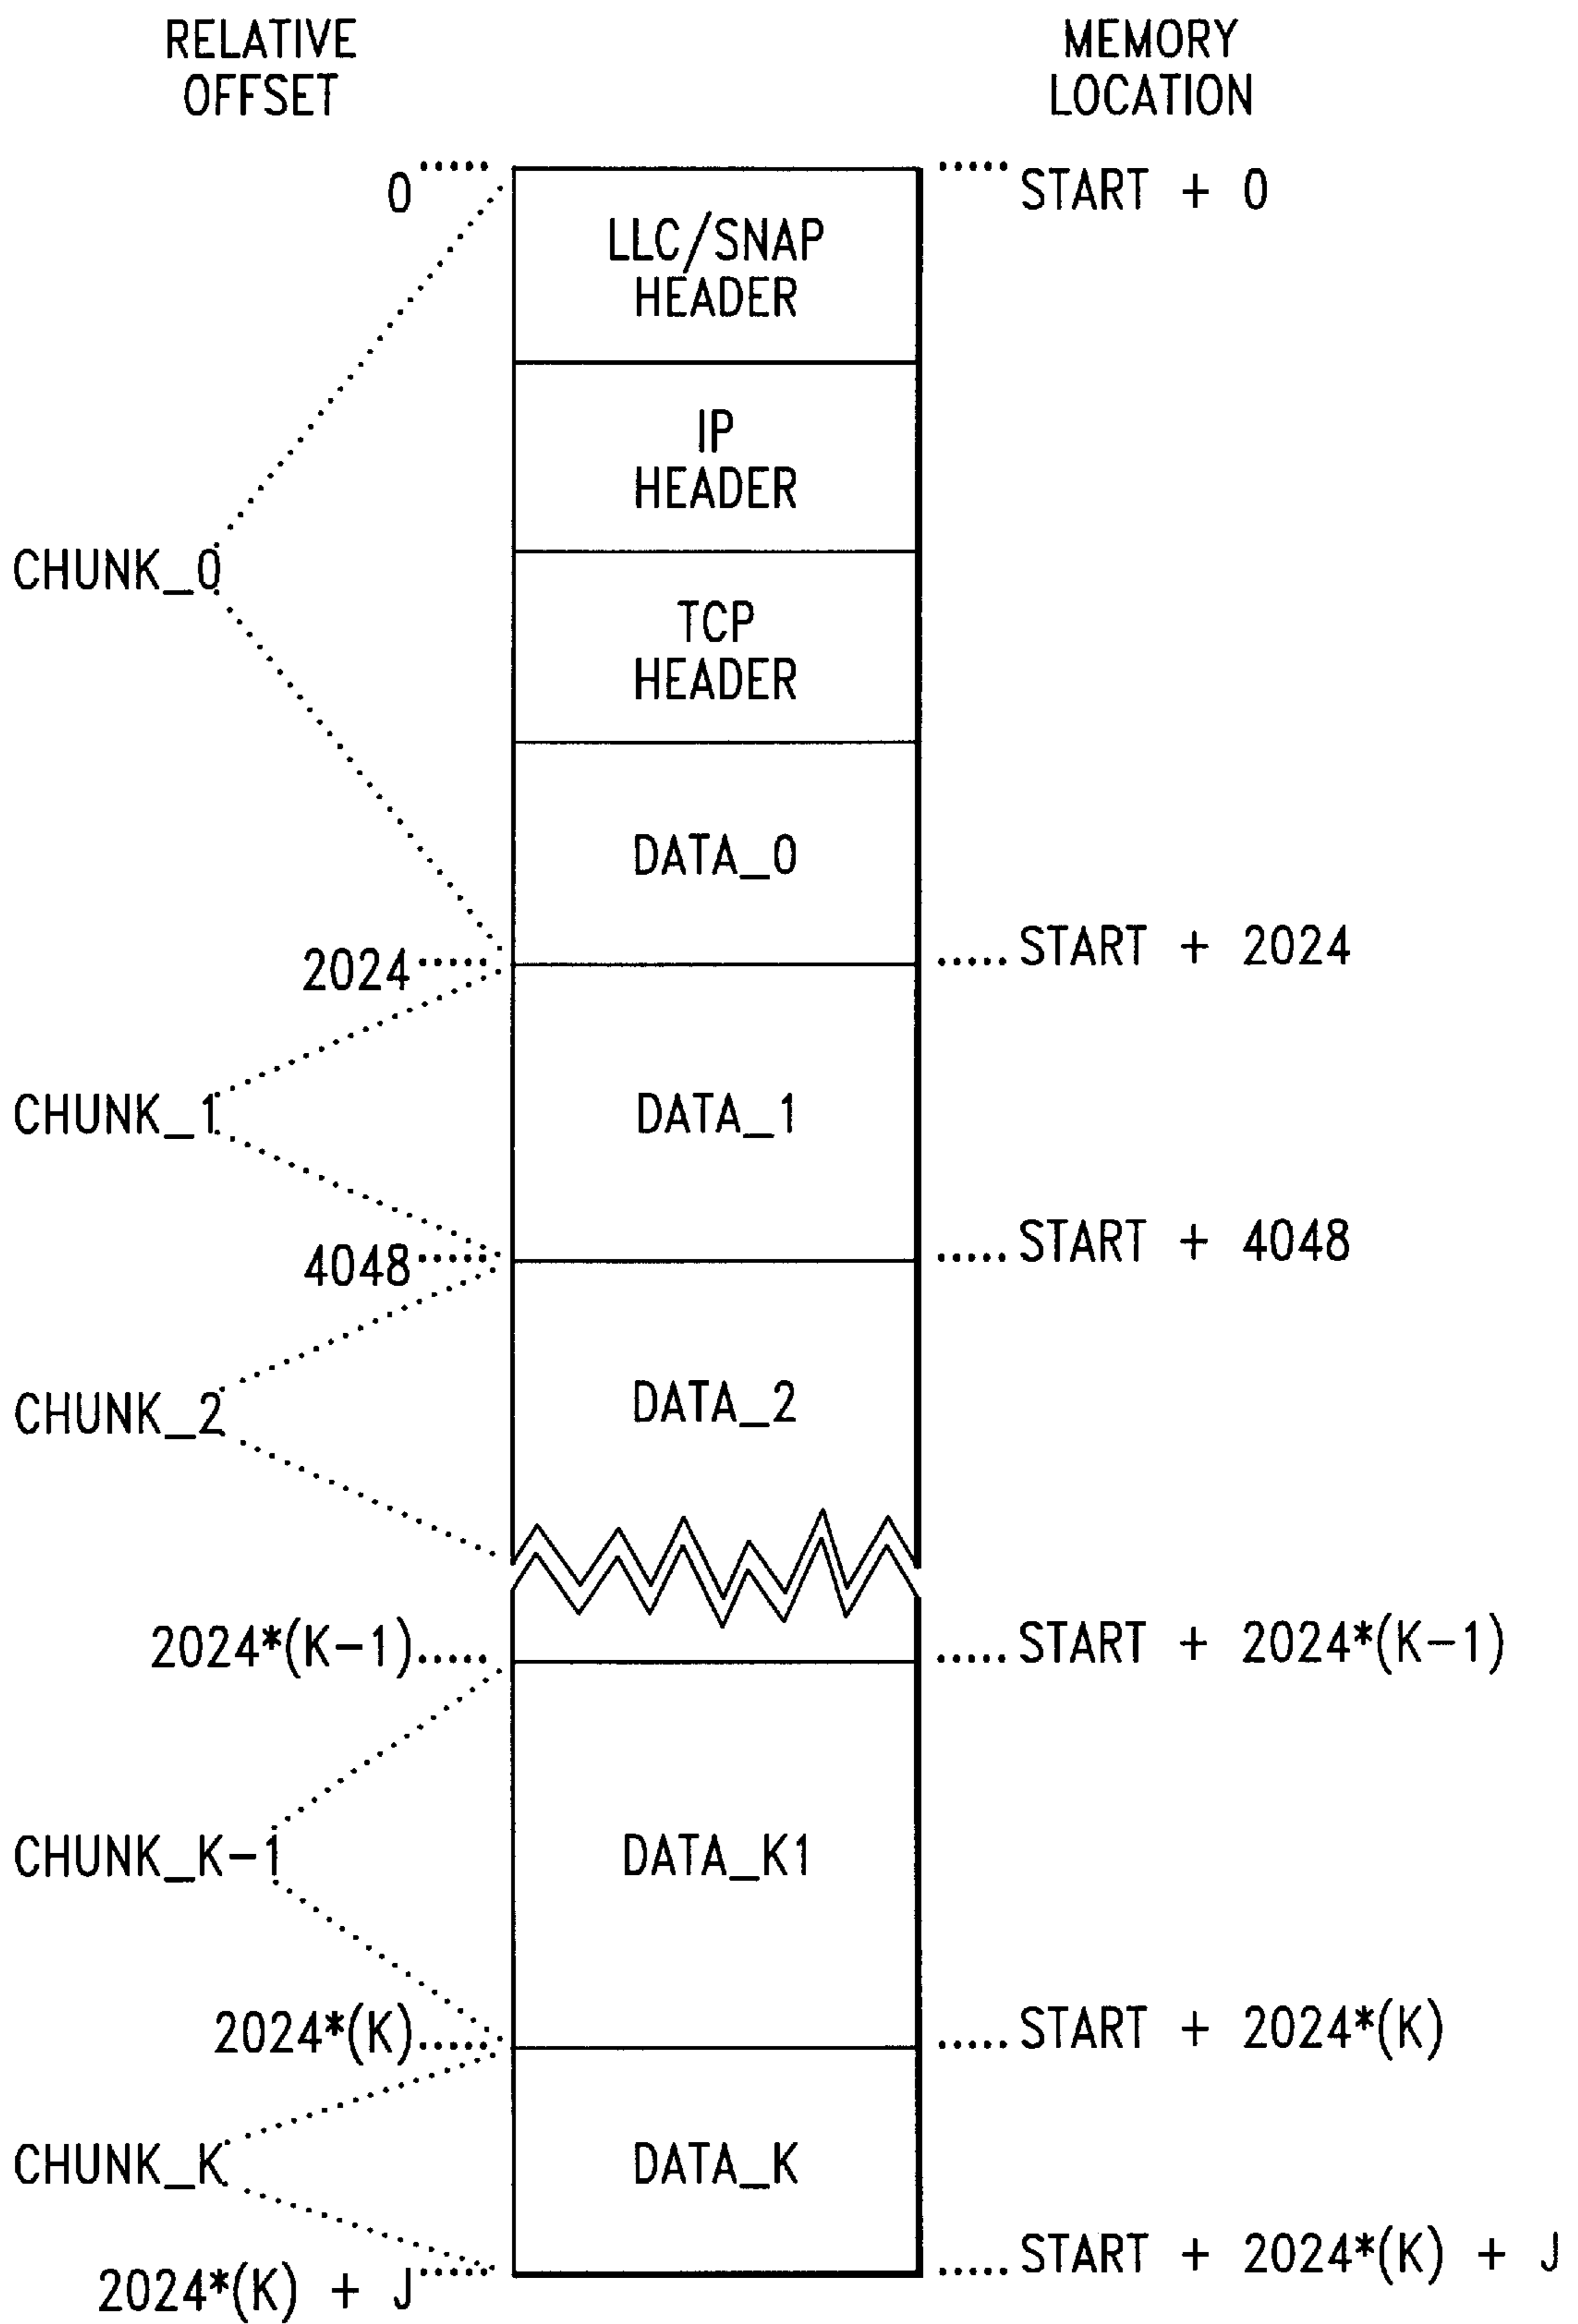 RELATIVE
OFFSET
MEMORY
LOCATION
0
START + 0
LLC/SNAP
HEADER
IP
HEADER
CHUNK_0
TCP
HEADER
DATA_0
2024
START + 2024
CHUNK_1
DATA_1
4048
START + 4048
CHUNK_2
DATA_2
2024*(K-1)
START + 2024*(K-1)
CHUNK_K-1
DATA_K1
2024*(K)
START + 2024*(K)
CHUNK_K
DATA_K
2024*(K) + J
START + 2024*(K) + J